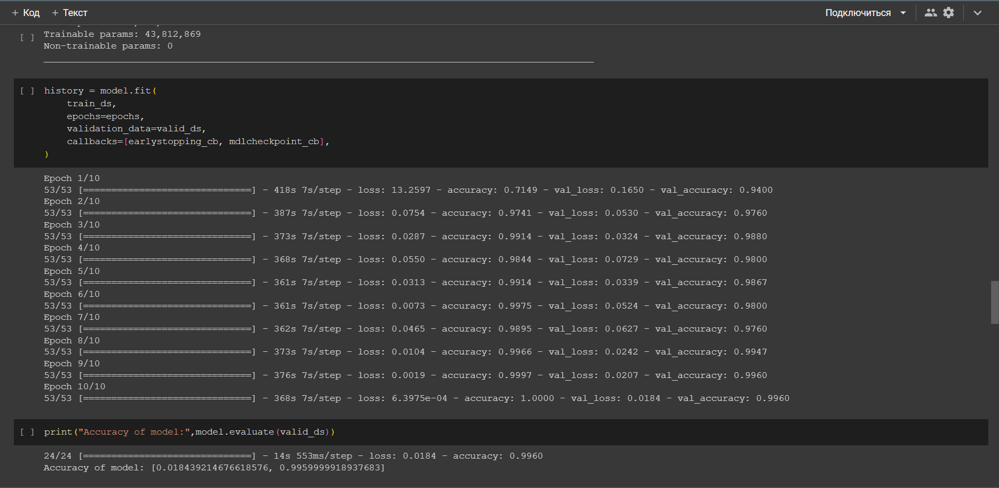 + Код + Текст Подключиться
[ ] Trainable params: 43,812,869
Non-trainable params: 0
[ ] history = model.fit(
train_ds,
epochs=epochs,
validation_data=valid_ds,
callbacks=[earlystopping_cb, mdlcheckpoint_cb],
)
Epoch 1/10
53/53 [==============================] - 418s 7s/step - loss: 13.2597 - accuracy: 0.7149 - val_loss: 0.1650 - val_accuracy: 0.9400
Epoch 2/10
53/53 [==============================] - 387s 7s/step - loss: 0.0754 - accuracy: 0.9741 - val_loss: 0.0530 - val_accuracy: 0.9760
Epoch 3/10
53/53 [==============================] - 373s 7s/step - loss: 0.0287 - accuracy: 0.9914 - val_loss: 0.0324 - val_accuracy: 0.9880
Epoch 4/10
53/53 [==============================] - 368s 7s/step - loss: 0.0550 - accuracy: 0.9844 - val_loss: 0.0729 - val_accuracy: 0.9800
Epoch 5/10
53/53 [==============================] - 361s 7s/step - loss: 0.0313 - accuracy: 0.9914 - val_loss: 0.0339 - val_accuracy: 0.9867
Epoch 6/10
53/53 [==============================] - 361s 7s/step - loss: 0.0073 - accuracy: 0.9975 - val_loss: 0.0524 - val_accuracy: 0.9800
Epoch 7/10
53/53 [==============================] - 362s 7s/step - loss: 0.0465 - accuracy: 0.9895 - val_loss: 0.0627 - val_accuracy: 0.9760
Epoch 8/10
53/53 [==============================] - 373s 7s/step - loss: 0.0104 - accuracy: 0.9966 - val_loss: 0.0242 - val_accuracy: 0.9947
Epoch 9/10
53/53 [==============================] - 376s 7s/step - loss: 0.0019 - accuracy: 0.9997 - val_loss: 0.0207 - val_accuracy: 0.9960
Epoch 10/10
53/53 [==============================] - 368s 7s/step - loss: 6.3975e-04 - accuracy: 1.0000 - val_loss: 0.0184 - val_accuracy: 0.9960
[ ] print("Accuracy of model:",model.evaluate(valid_ds))
24/24 [==============================] - 14s 553ms/step - loss: 0.0184 - accuracy: 0.9960
Accuracy of model: [0.018439214676618576, 0.9959999918937683]